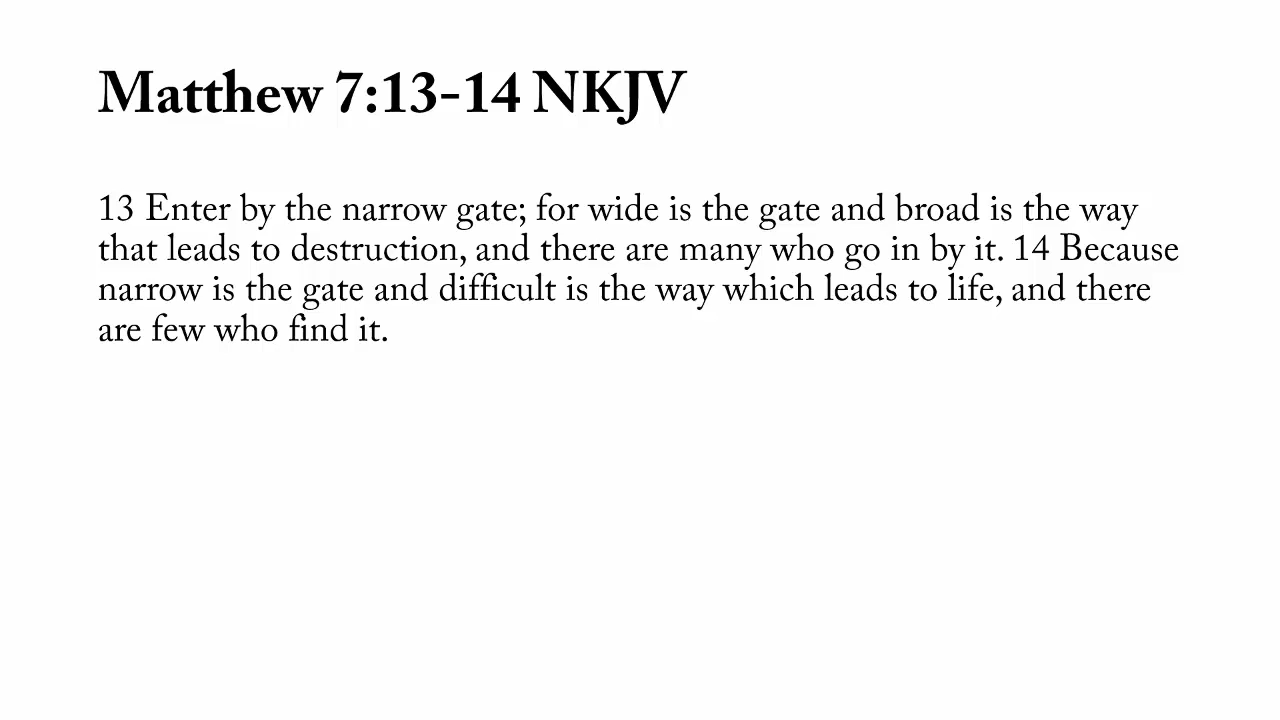 Matthew 7:13-14 NKJV
13 Enter by the narrow gate; for wide is the gate and broad is the way
that leads to destruction, and there are many who go in by it. 14 Because
narrow is the gate and difficult is the way which leads to life, and there
are few who find it.